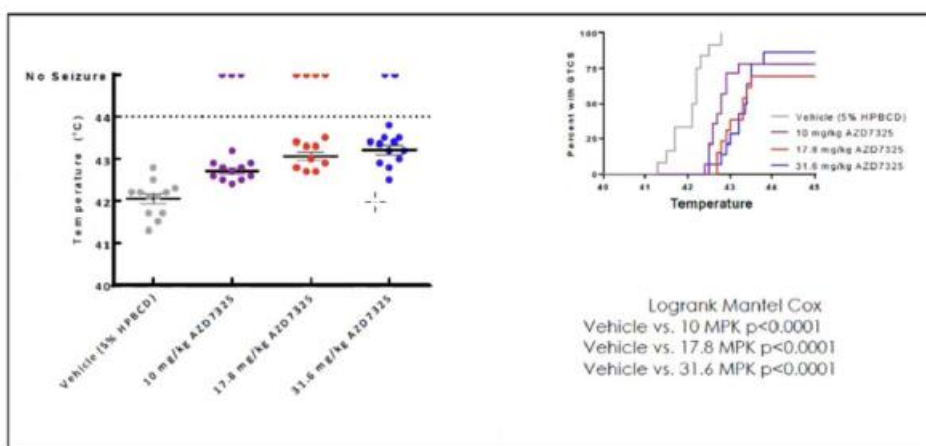 No Seizure
44
43
42
41
40
Temperature (°C)
Vehicle (5% HPBCD)
10 mg/kg AZD7325
17.8 mg/kg AZD7325
31.6 mg/kg AZD7325
100
75
50
25
0
Percent with GTCS
40 41 42 43 44 45
Temperature
Vehicle (5% HPBCD)
10 mg/kg AZD7325
17.8 mg/kg AZD7325
31.6 mg/kg AZD7325
Logrank Mantel Cox
Vehicle vs. 10 MPK p<0.0001
Vehicle vs. 17.8 MPK p<0.0001
Vehicle vs. 31.6 MPK p<0.0001